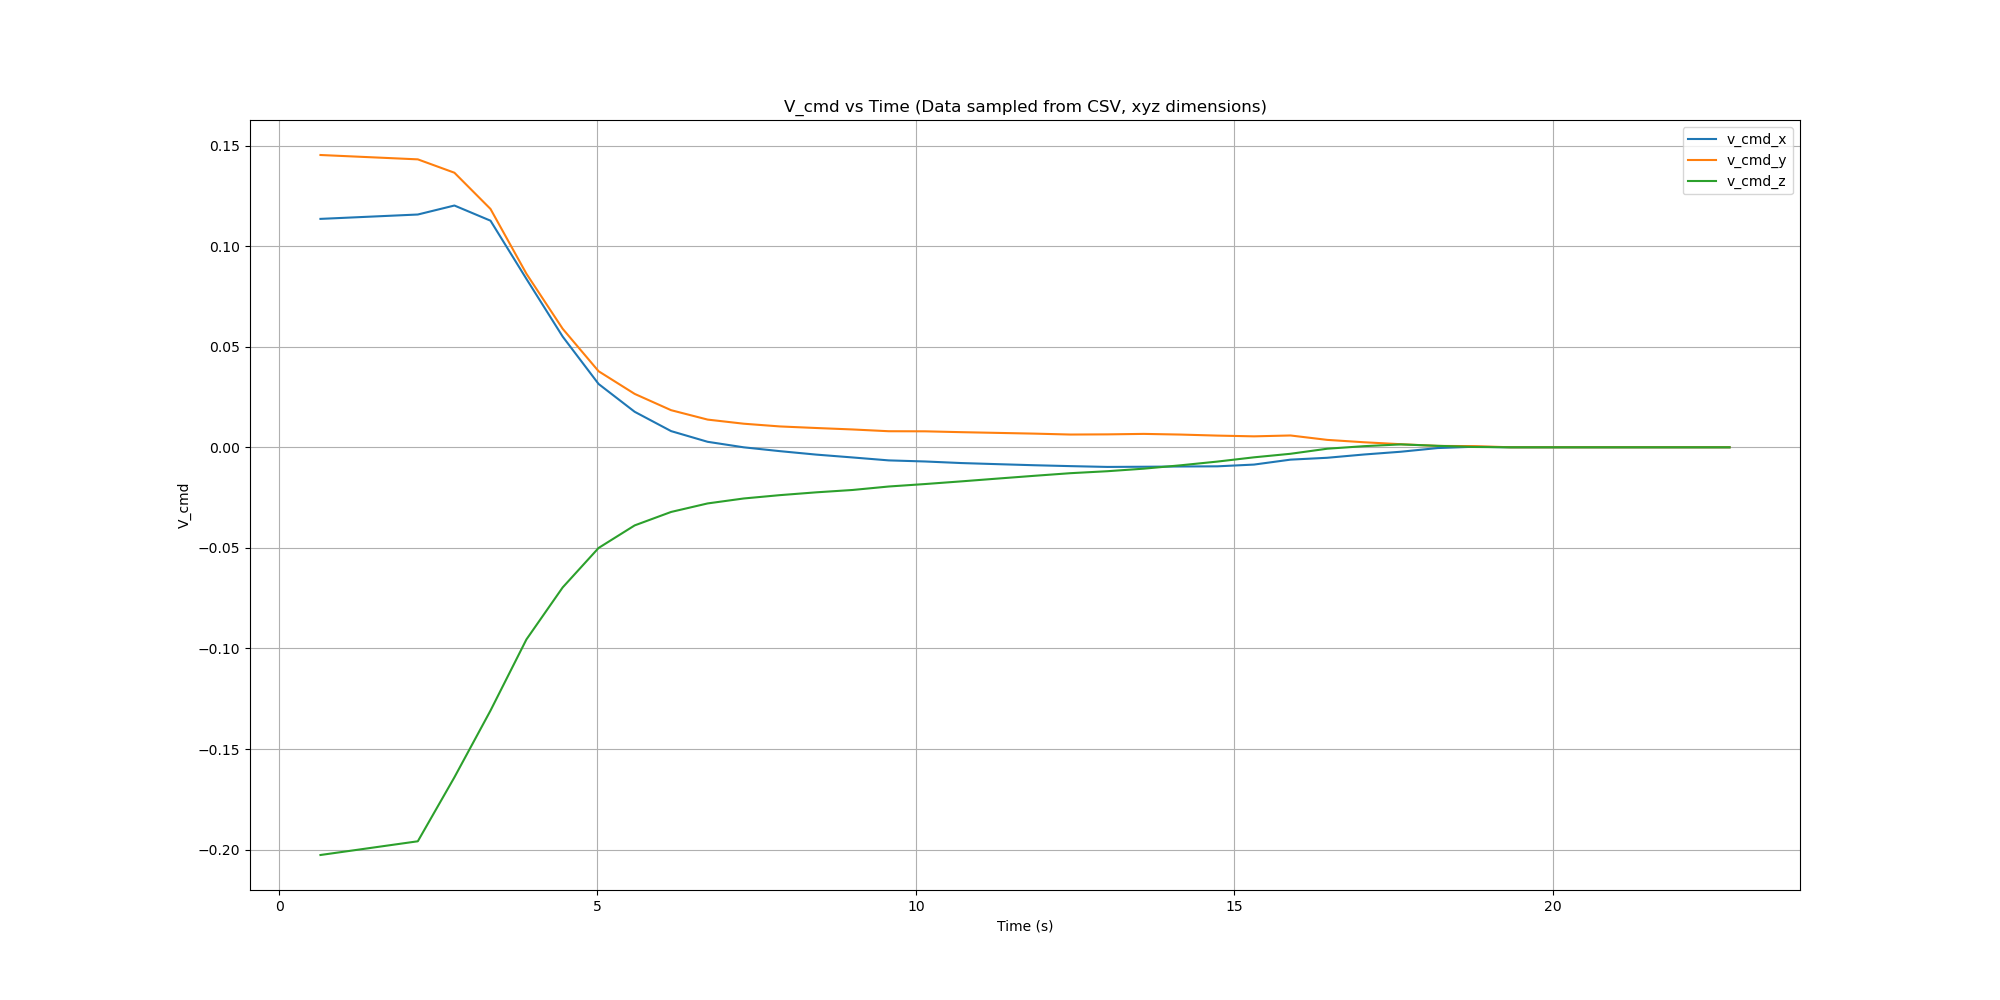 V_cmd vs Time (Data sampled from CSV, xyz dimensions)
v_cmd_x
v_cmd_y
v_cmd_z
V_cmd
0.15
0.10
0.05
0.00
−0.05
−0.10
−0.15
−0.20
0 5 10 15 20
Time (s)